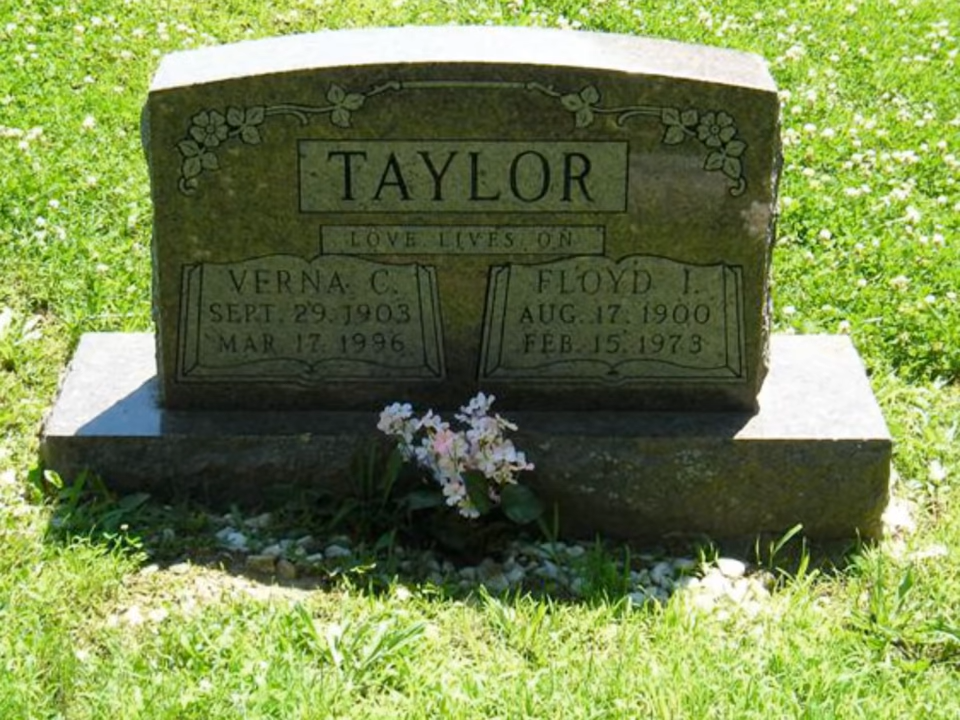 TAYLOR
LOVE LIVES ON
VERNA C.
SEPT. 29, 1903
MAR. 17, 1996
FLOYD I.
AUG. 17, 1900
FEB. 15, 1973